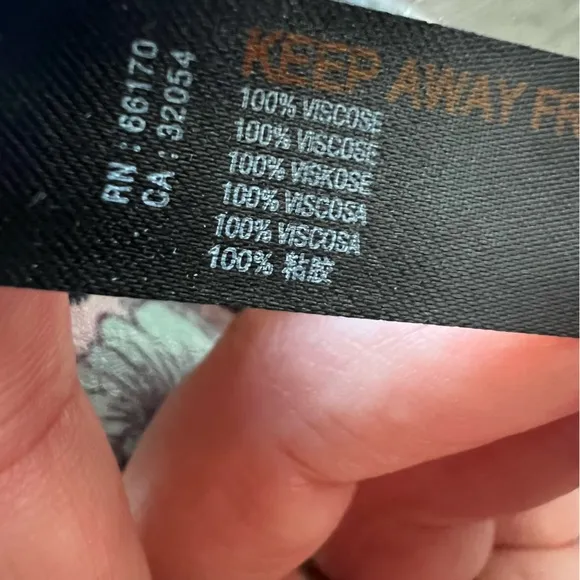 RN : 66170
CA : 32054
KEEP AWAY FR
100% VISCOSE
100% VISCOSE
100% VISKOSE
100% VISCOSA
100% VISCOSA
100% 粘胶